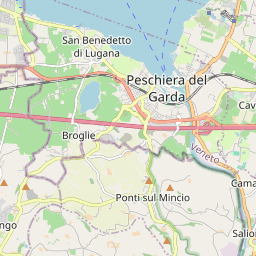 San Benedetto
di Lugana
Peschiera del
Garda
Cav
Broglie
Veneto
Cama
Ponti sul Mincio
ngo
Salion